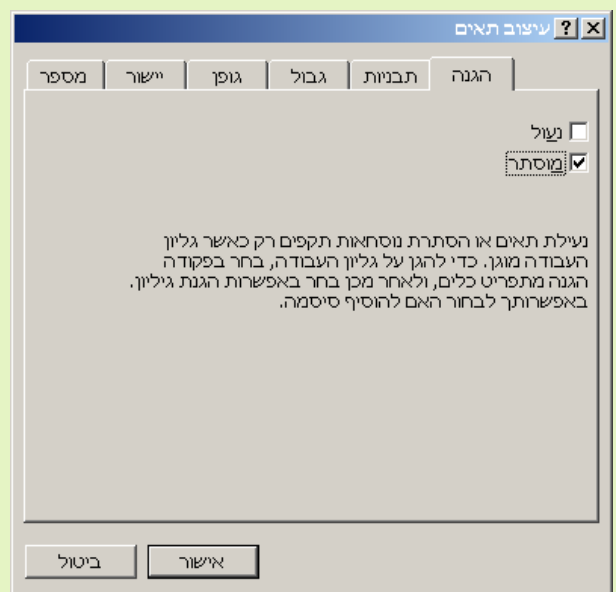 עיצוב תאים
מספר
יישור
גופן
גבול
תבניות
הגנה
נעול
מוסתר
נעילת תאים או הסתרת נוסחאות תקפים רק כאשר גליון
העבודה מוגן. כדי להגן על גליון העבודה, בחר בפקודה
הגנה מתפריט כלים, ולאחר מכן בחר באפשרות הגנת גיליון.
באפשרותך לבחור האם להוסיף סיסמה.
אישור
ביטול